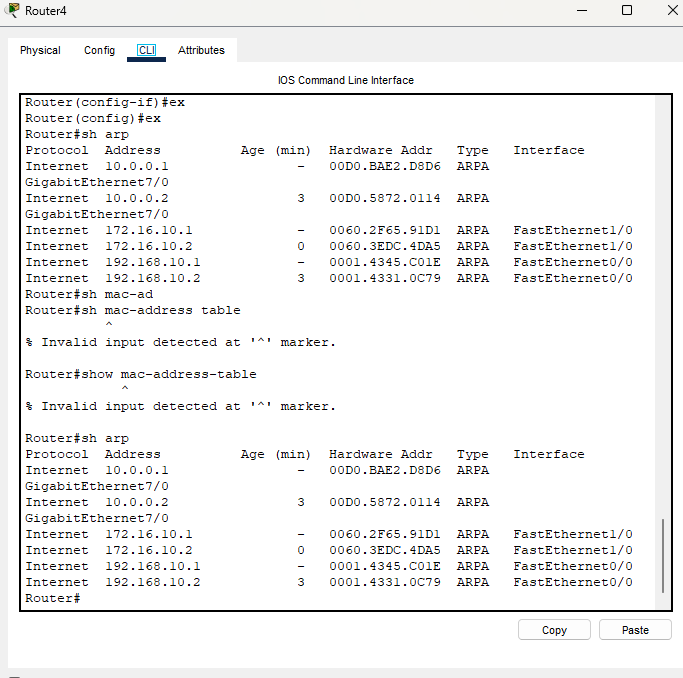 Router4
Physical Config CLI Attributes
IOS Command Line Interface
Router(config-if)#ex
Router(config)#ex
Router#sh arp
Protocol  Address          Age (min)  Hardware Addr   Type   Interface
Internet  10.0.0.1                -   00D0.BAE2.D8D6  ARPA
GigabitEthernet7/0
Internet  10.0.0.2                3   00D0.5872.0114  ARPA
GigabitEthernet7/0
Internet  172.16.10.1             -   0060.2F65.91D1  ARPA   FastEthernet1/0
Internet  172.16.10.2             0   0060.3EDC.4DA5  ARPA   FastEthernet1/0
Internet  192.168.10.1            -   0001.4345.C01E  ARPA   FastEthernet0/0
Internet  192.168.10.2            3   0001.4331.0C79  ARPA   FastEthernet0/0
Router#sh mac-ad
Router#sh mac-address table
          ^
% Invalid input detected at '^' marker.
Router#show mac-address-table
            ^
% Invalid input detected at '^' marker.
Router#sh arp
Protocol  Address          Age (min)  Hardware Addr   Type   Interface
Internet  10.0.0.1                -   00D0.BAE2.D8D6  ARPA
GigabitEthernet7/0
Internet  10.0.0.2                3   00D0.5872.0114  ARPA
GigabitEthernet7/0
Internet  172.16.10.1             -   0060.2F65.91D1  ARPA   FastEthernet1/0
Internet  172.16.10.2             0   0060.3EDC.4DA5  ARPA   FastEthernet1/0
Internet  192.168.10.1            -   0001.4345.C01E  ARPA   FastEthernet0/0
Internet  192.168.10.2            3   0001.4331.0C79  ARPA   FastEthernet0/0
Router#
Copy Paste